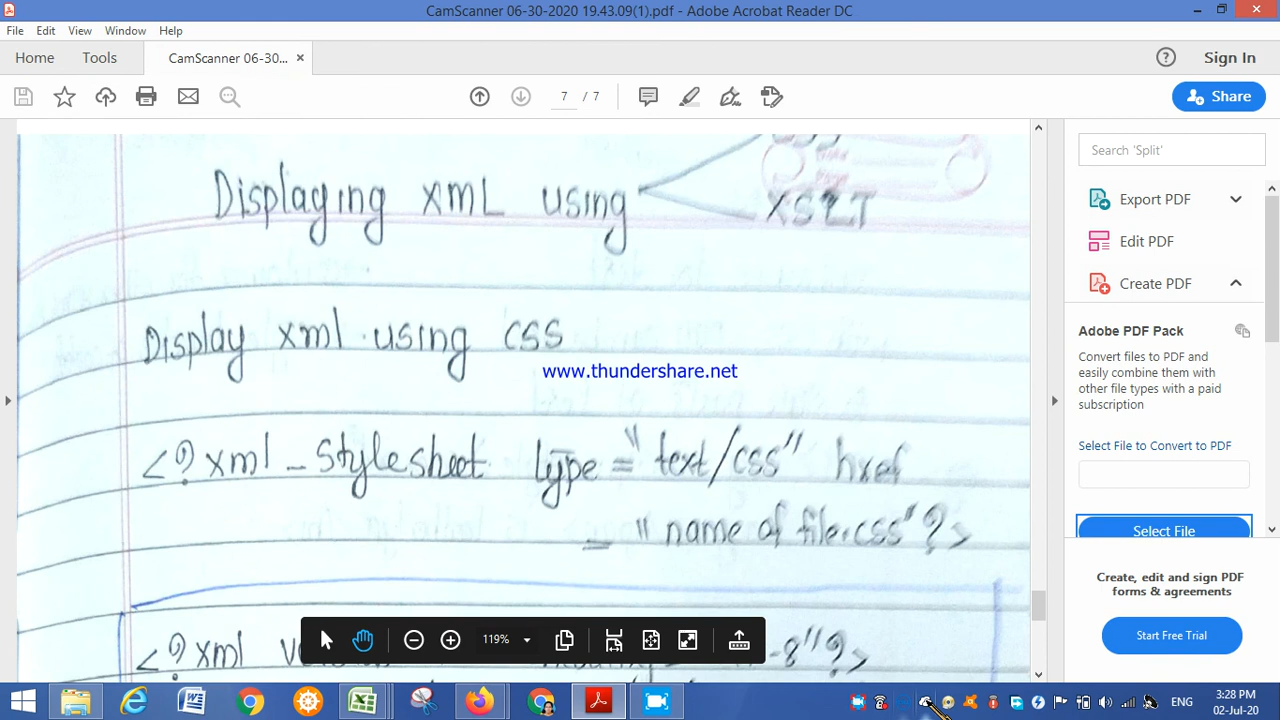 CamScanner 06-30-2020 19.43.09(1).pdf - Adobe Acrobat Reader DC
File Edit View Window Help
Home Tools CamScanner 06-30... × Sign In
7 / 7 Share
Displaging xmL using
XSLT
Display xml using css
www.thundershare.net
<?xml - Stylesheet type = "text/css" href
= "name of file.css"?>
<?xml -8"?>
119%
Search 'Split'
Export PDF
Edit PDF
Create PDF
Adobe PDF Pack
Convert files to PDF and
easily combine them with
other file types with a paid
subscription
Select File to Convert to PDF
Select File
Create, edit and sign PDF
forms & agreements
Start Free Trial
ENG 3:28 PM
02-Jul-20